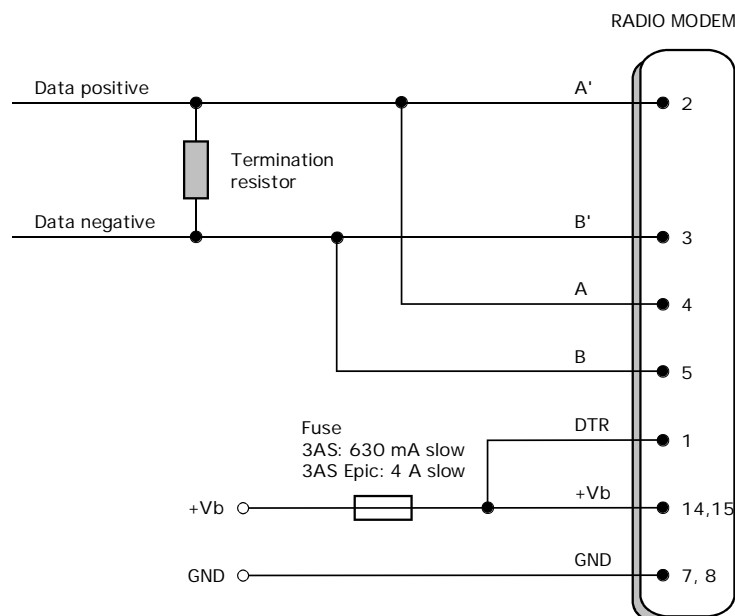 RADIO MODEM
Data positive
A'
2
Termination
resistor
Data negative
B'
3
A
4
B
5
Fuse
3AS: 630 mA slow
3AS Epic: 4 A slow
DTR
1
+Vb
+Vb
14,15
GND
GND
7, 8